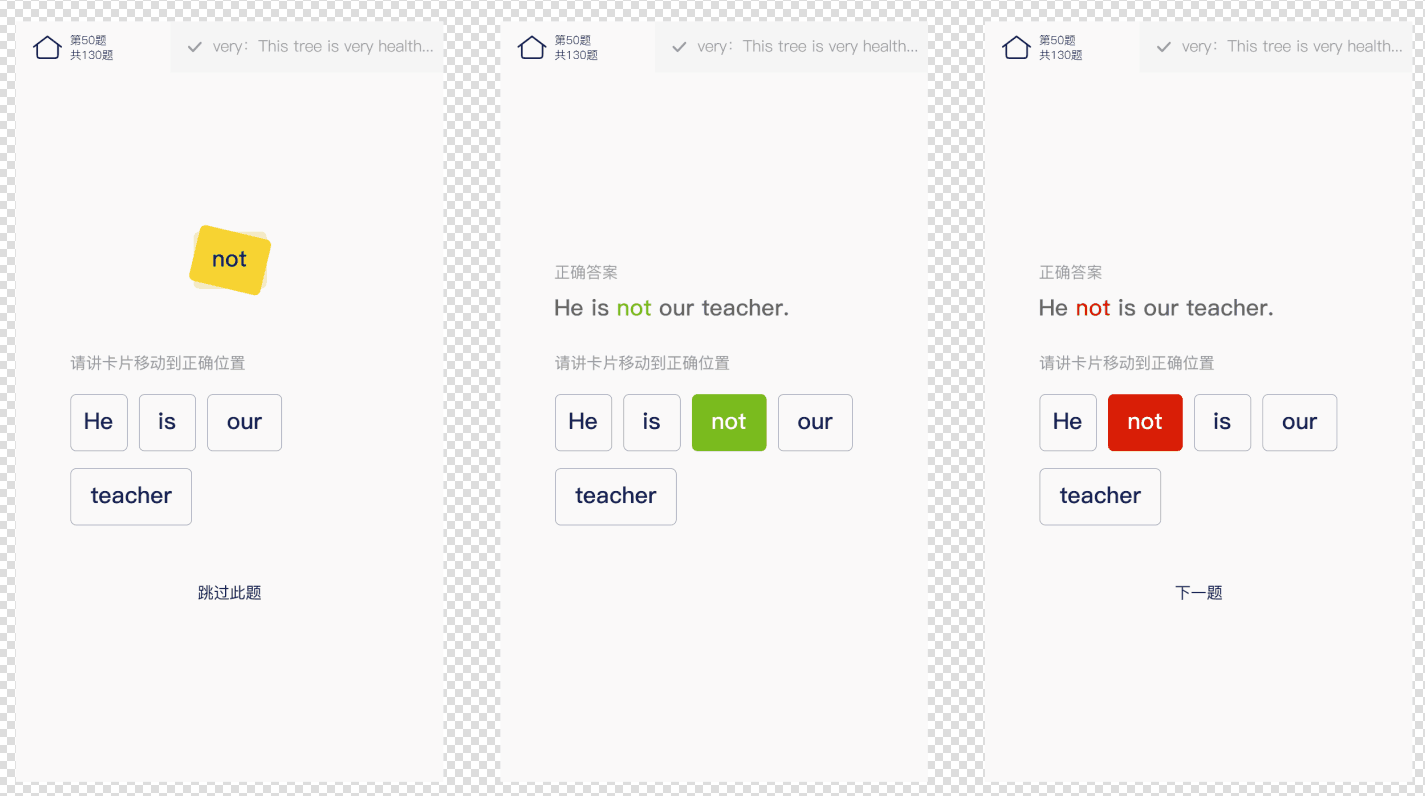 第50题
共130题
very：This tree is very health...
not
请讲卡片移动到正确位置
He is our
teacher
跳过此题
第50题
共130题
very：This tree is very health...
正确答案
He is not our teacher.
请讲卡片移动到正确位置
He is not our
teacher
第50题
共130题
very：This tree is very health...
正确答案
He not is our teacher.
请讲卡片移动到正确位置
He not is our
teacher
下一题